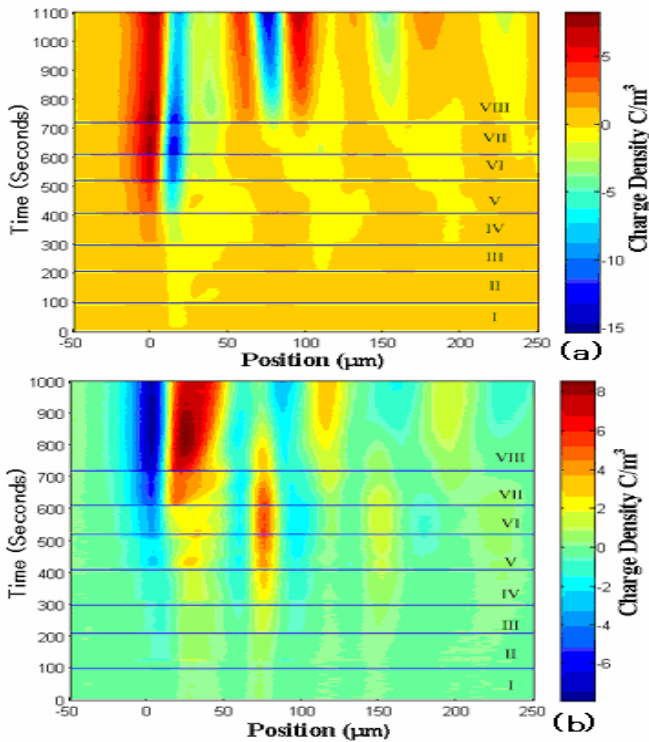 1100
1000
900
800
700
600
500
400
300
200
100
0
Time (Seconds)
VIII
VII
VI
V
IV
III
II
I
-50 0 50 100 150 200 250
Position (μm)
5
0
-5
-10
-15
Charge Density C/m³
(a)
1000
900
800
700
600
500
400
300
200
100
0
Time (Seconds)
VIII
VII
VI
V
IV
III
II
I
-50 0 50 100 150 200 250
Position (μm)
8
6
4
2
0
-2
-4
-6
Charge Density C/m³
(b)